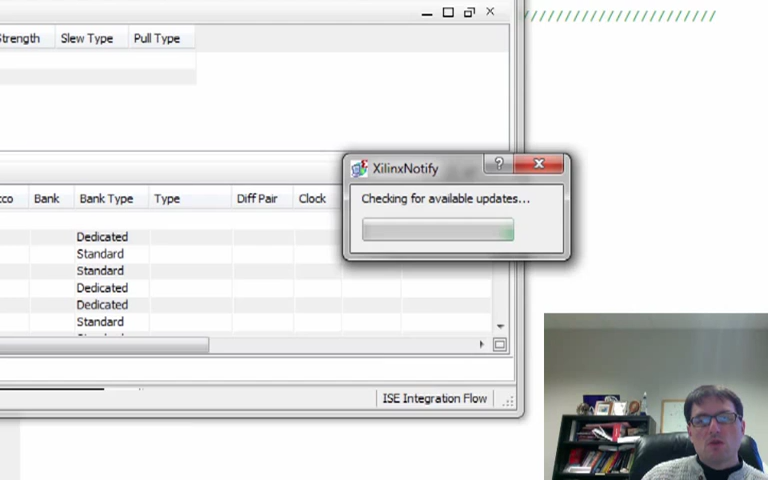 //////////////////////
Strength Slew Type Pull Type
XilinxNotify
Checking for available updates...
Bank Bank Type Type Diff Pair Clock
Dedicated
Standard
Standard
Dedicated
Dedicated
Standard
ISE Integration Flow